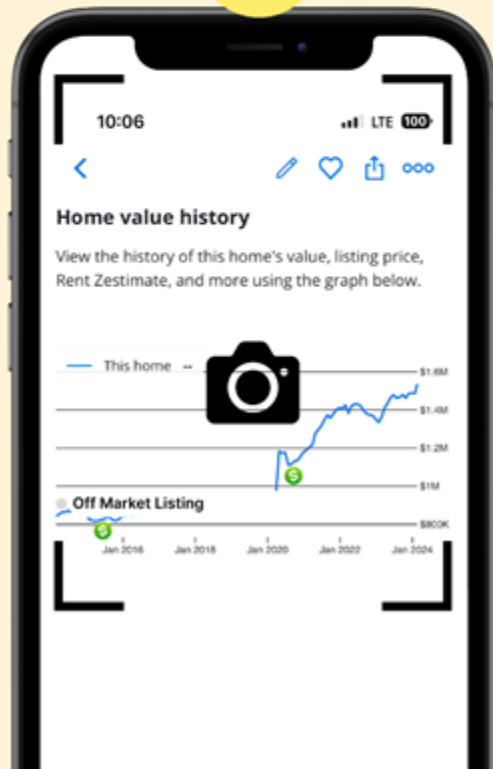 10:06
LTE 100
Home value history
View the history of this home's value, listing price,
Rent Zestimate, and more using the graph below.
This home --
$1.6M
$1.4M
$1.2M
$1M
Off Market Listing
$800K
Jan 2016 Jan 2018 Jan 2020 Jan 2022 Jan 2024